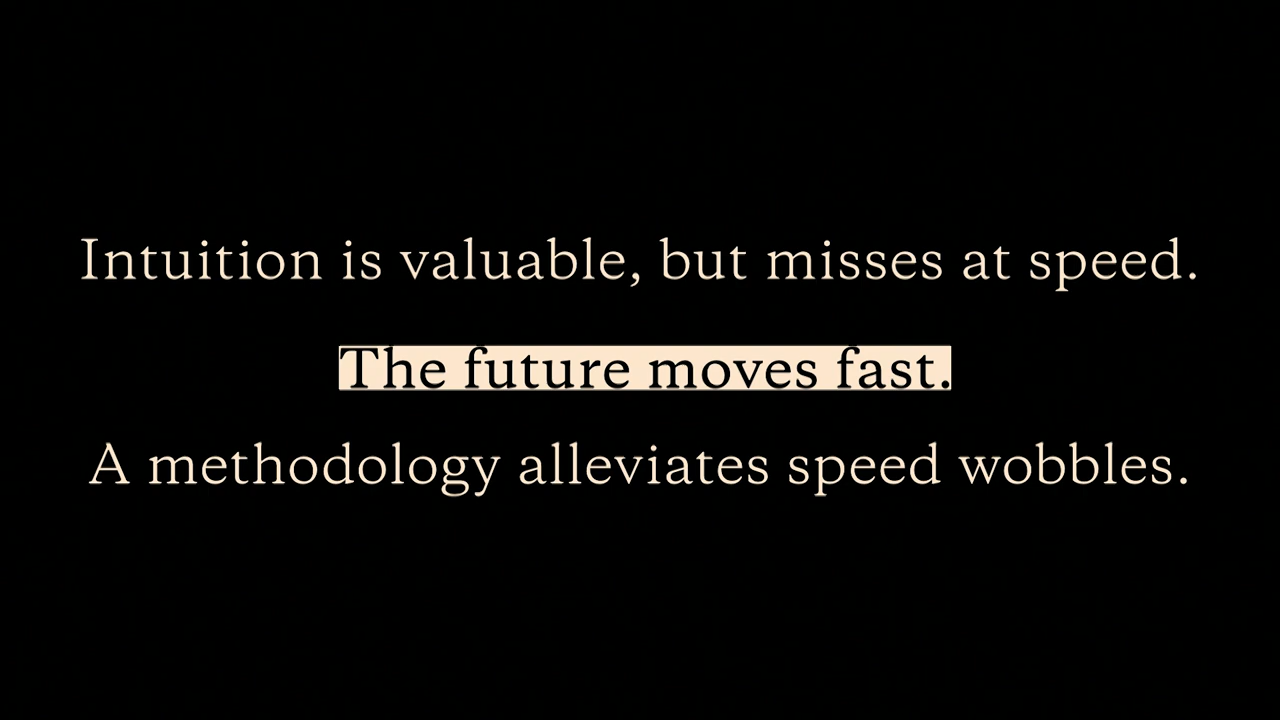 Intuition is valuable, but misses at speed.
The future moves fast.
A methodology alleviates speed wobbles.